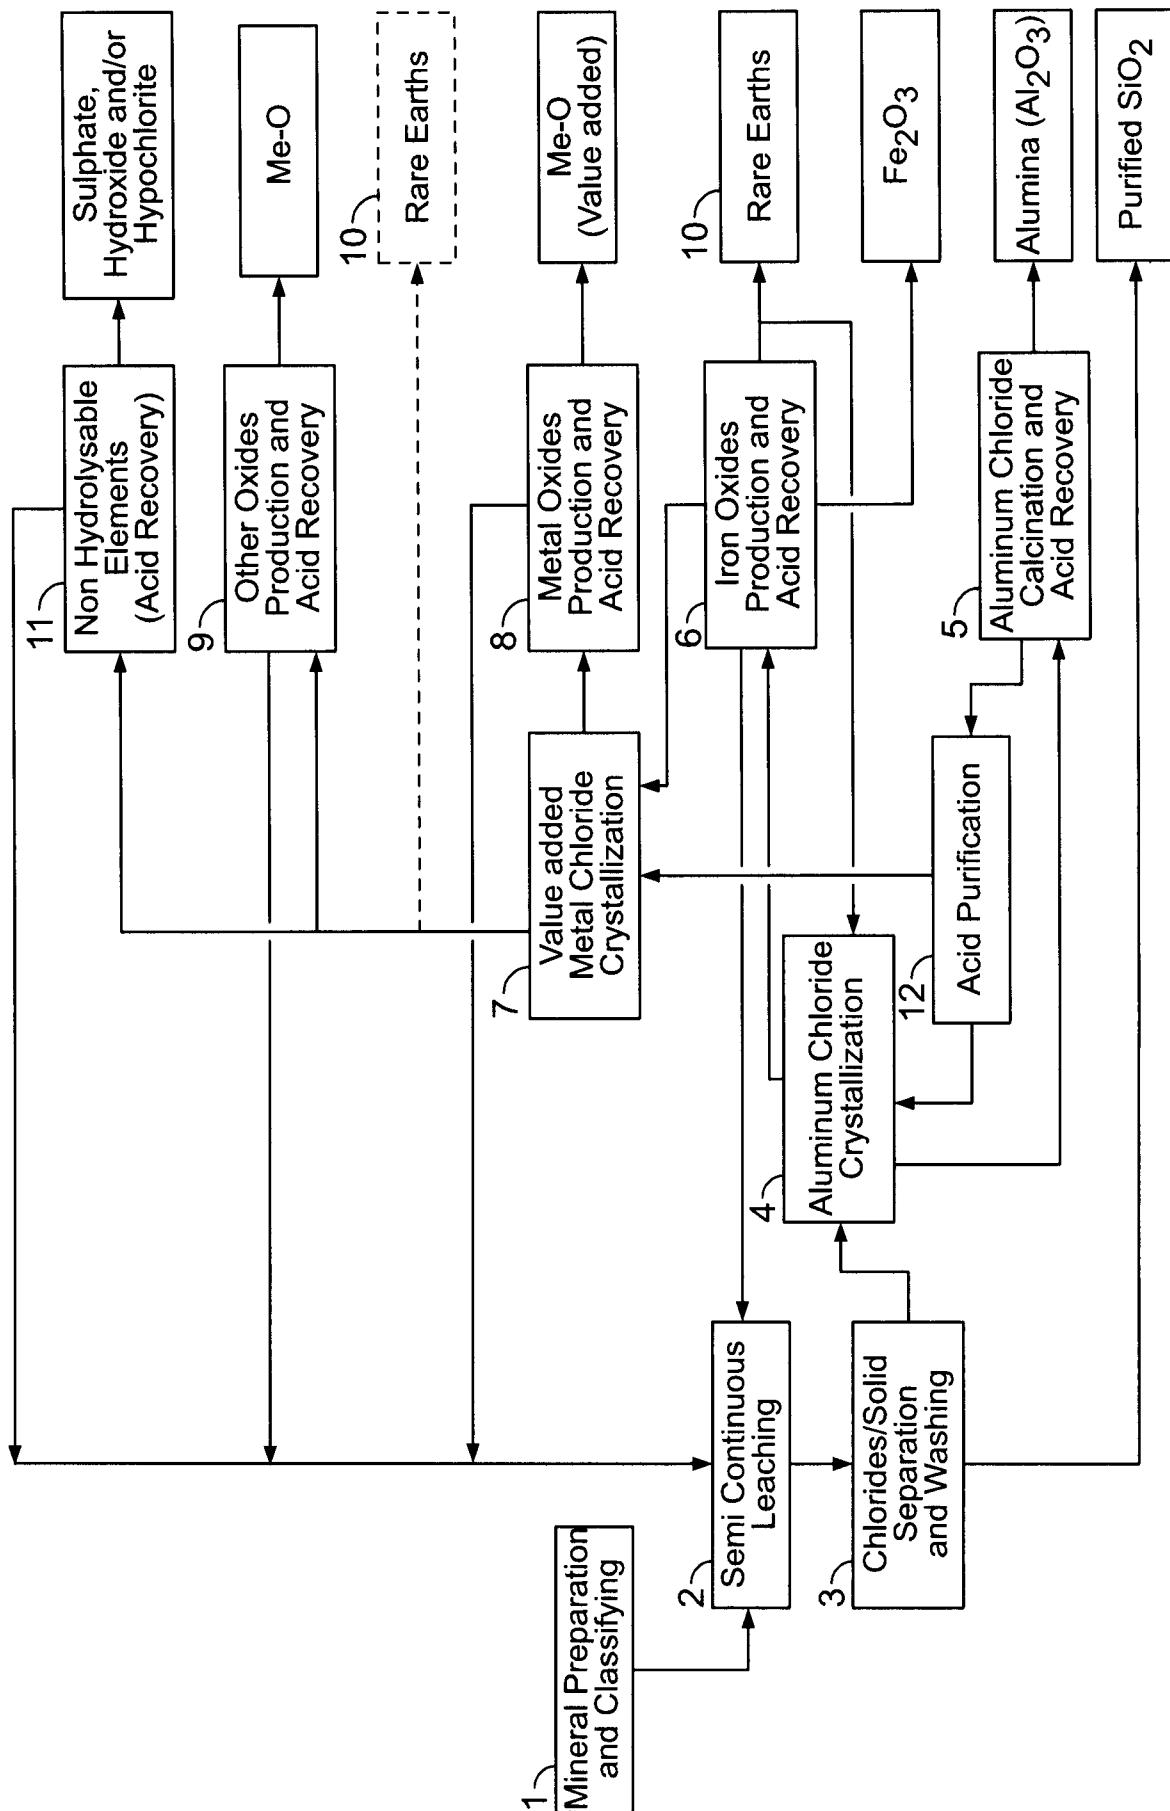 11
Non Hydrolysable
Elements
(Acid Recovery)
Sulphate,
Hydroxide and/or
Hypochlorite
9
Other Oxides
Production and
Acid Recovery
Me-O
10
Rare Earths
1
Mineral Preparation
and Classifying
7
Value added
Metal Chloride
Crystallization
8
Metal Oxides
Production and
Acid Recovery
Me-O
(Value added)
2
Semi Continuous
Leaching
6
Iron Oxides
Production and
Acid Recovery
10
Rare Earths
3
Chlorides/Solid
Separation
and Washing
4
Aluminum Chloride
Crystallization
Fe₂O₃
12
Acid Purification
5
Aluminum Chloride
Calcination and
Acid Recovery
Alumina (Al₂O₃)
Purified SiO₂